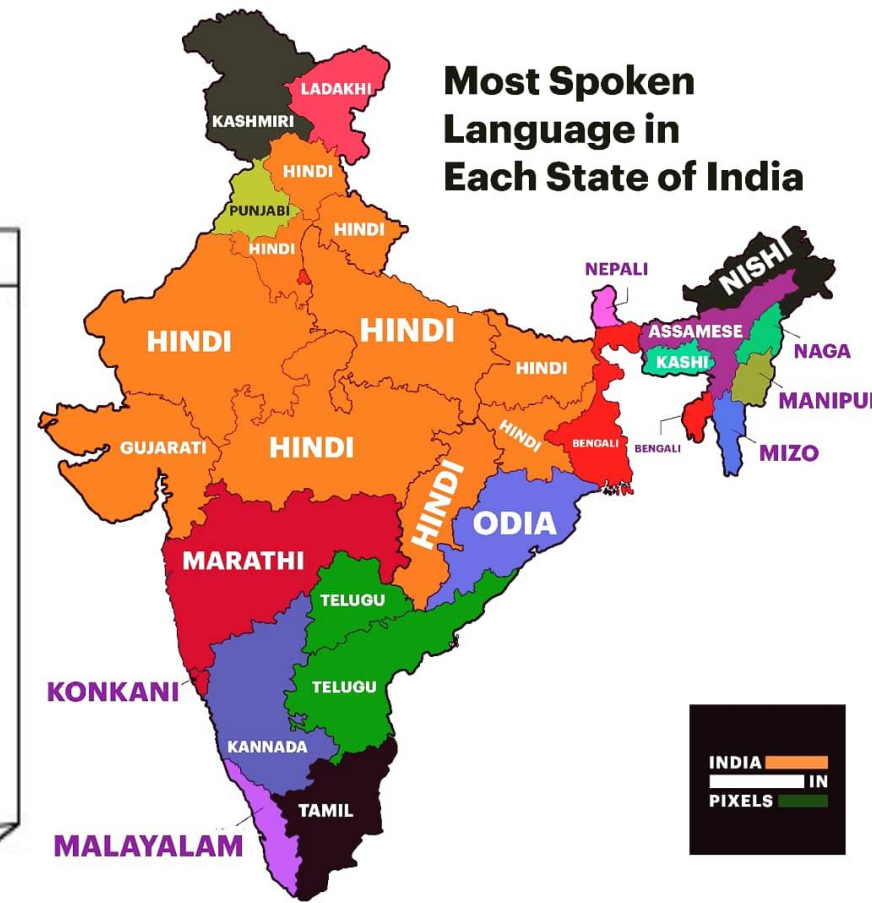 Most Spoken
Language in
Each State of India
LADAKHI
KASHMIRI
HINDI
PUNJABI
HINDI
HINDI
NEPALI
NISHI
HINDI
HINDI
ASSAMESE
KASHI
NAGA
HINDI
MANIPU
GUJARATI
HINDI
HINDI
BENGALI
BENGALI
MIZO
HINDI
ODIA
MARATHI
TELUGU
TELUGU
KONKANI
KANNADA
TAMIL
MALAYALAM
INDIA
IN
PIXELS